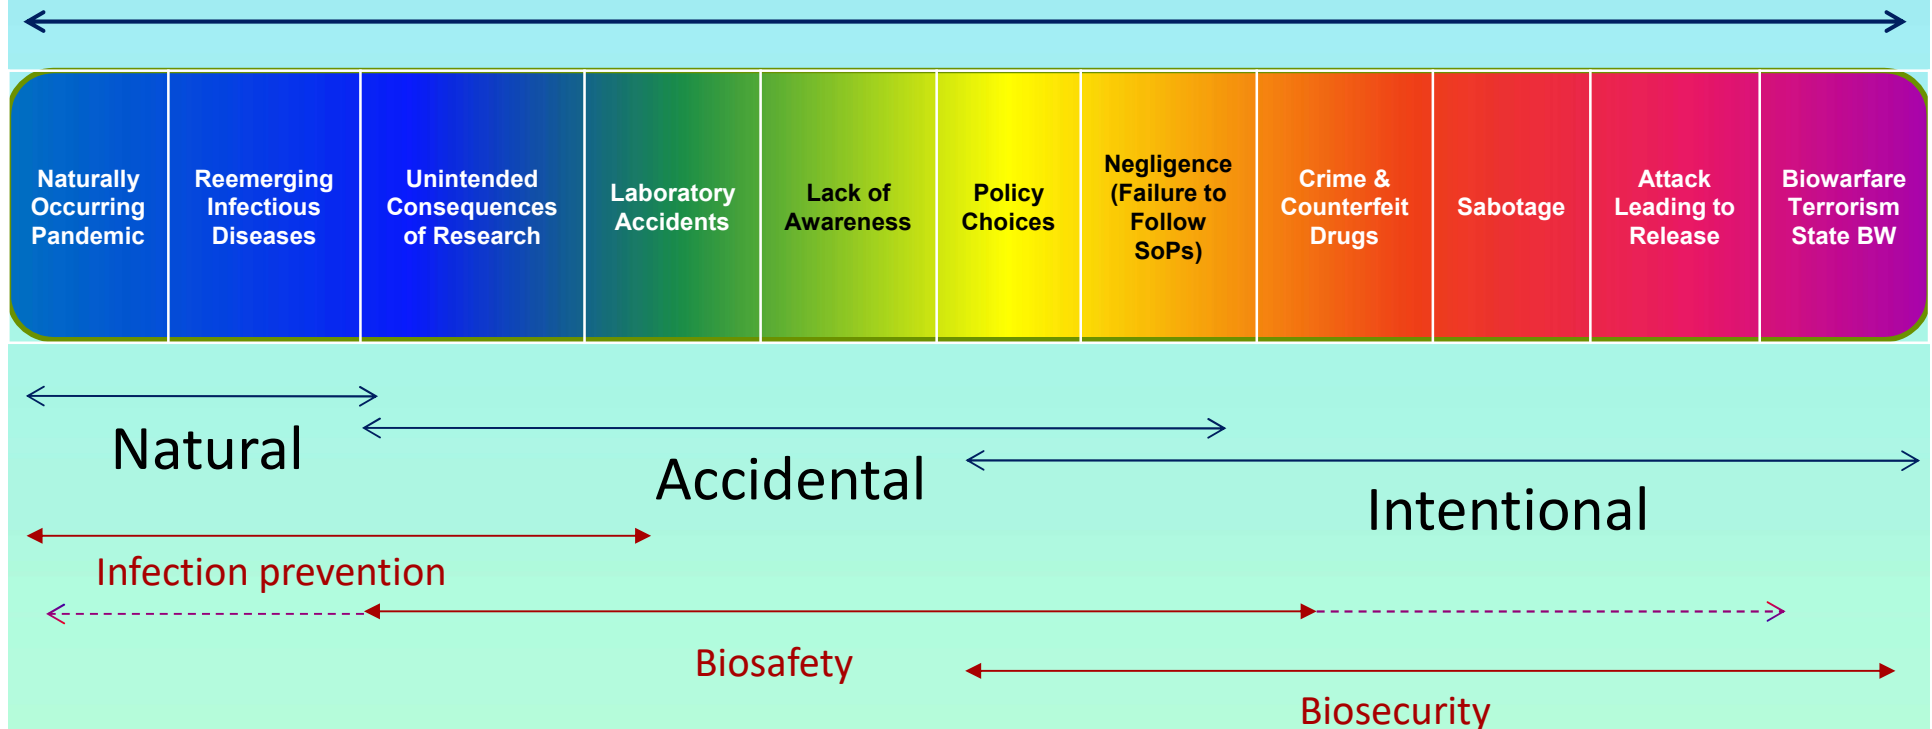 Naturally
Occurring
Pandemic
Reemerging
Infectious
Diseases
Unintended
Consequences
of Research
Laboratory
Accidents
Lack of
Awareness
Policy
Choices
Negligence
(Failure to
Follow
SoPs)
Crime &
Counterfeit
Drugs
Sabotage
Attack
Leading to
Release
Biowarfare
Terrorism
State BW
Natural
Accidental
Intentional
Infection prevention
Biosafety
Biosecurity